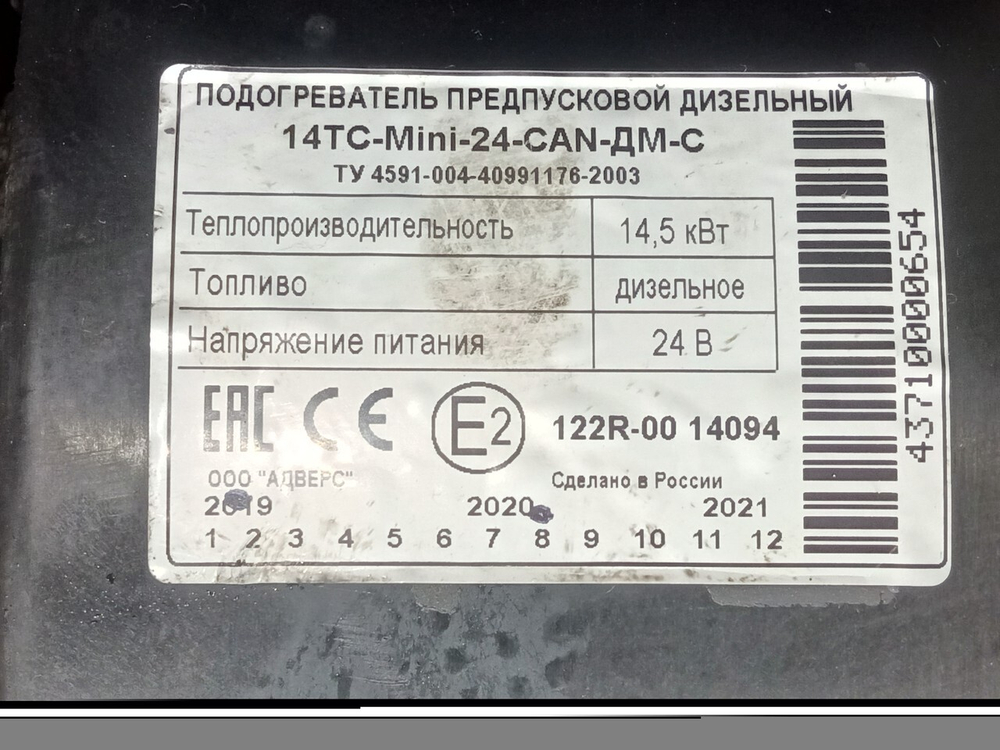 ПОДОГРЕВАТЕЛЬ ПРЕДПУСКОВОЙ ДИЗЕЛЬНЫЙ
14ТС-Mini-24-CAN-ДМ-С
ТУ 4591-004-40991176-2003
Теплопроизводительность 14,5 кВт
Топливо дизельное
Напряжение питания 24 В
EAC CE E2 122R-00 14094
ООО "АДВЕРС" Сделано в России
2019 2020 2021
1 2 3 4 5 6 7 8 9 10 11 12
43710000654